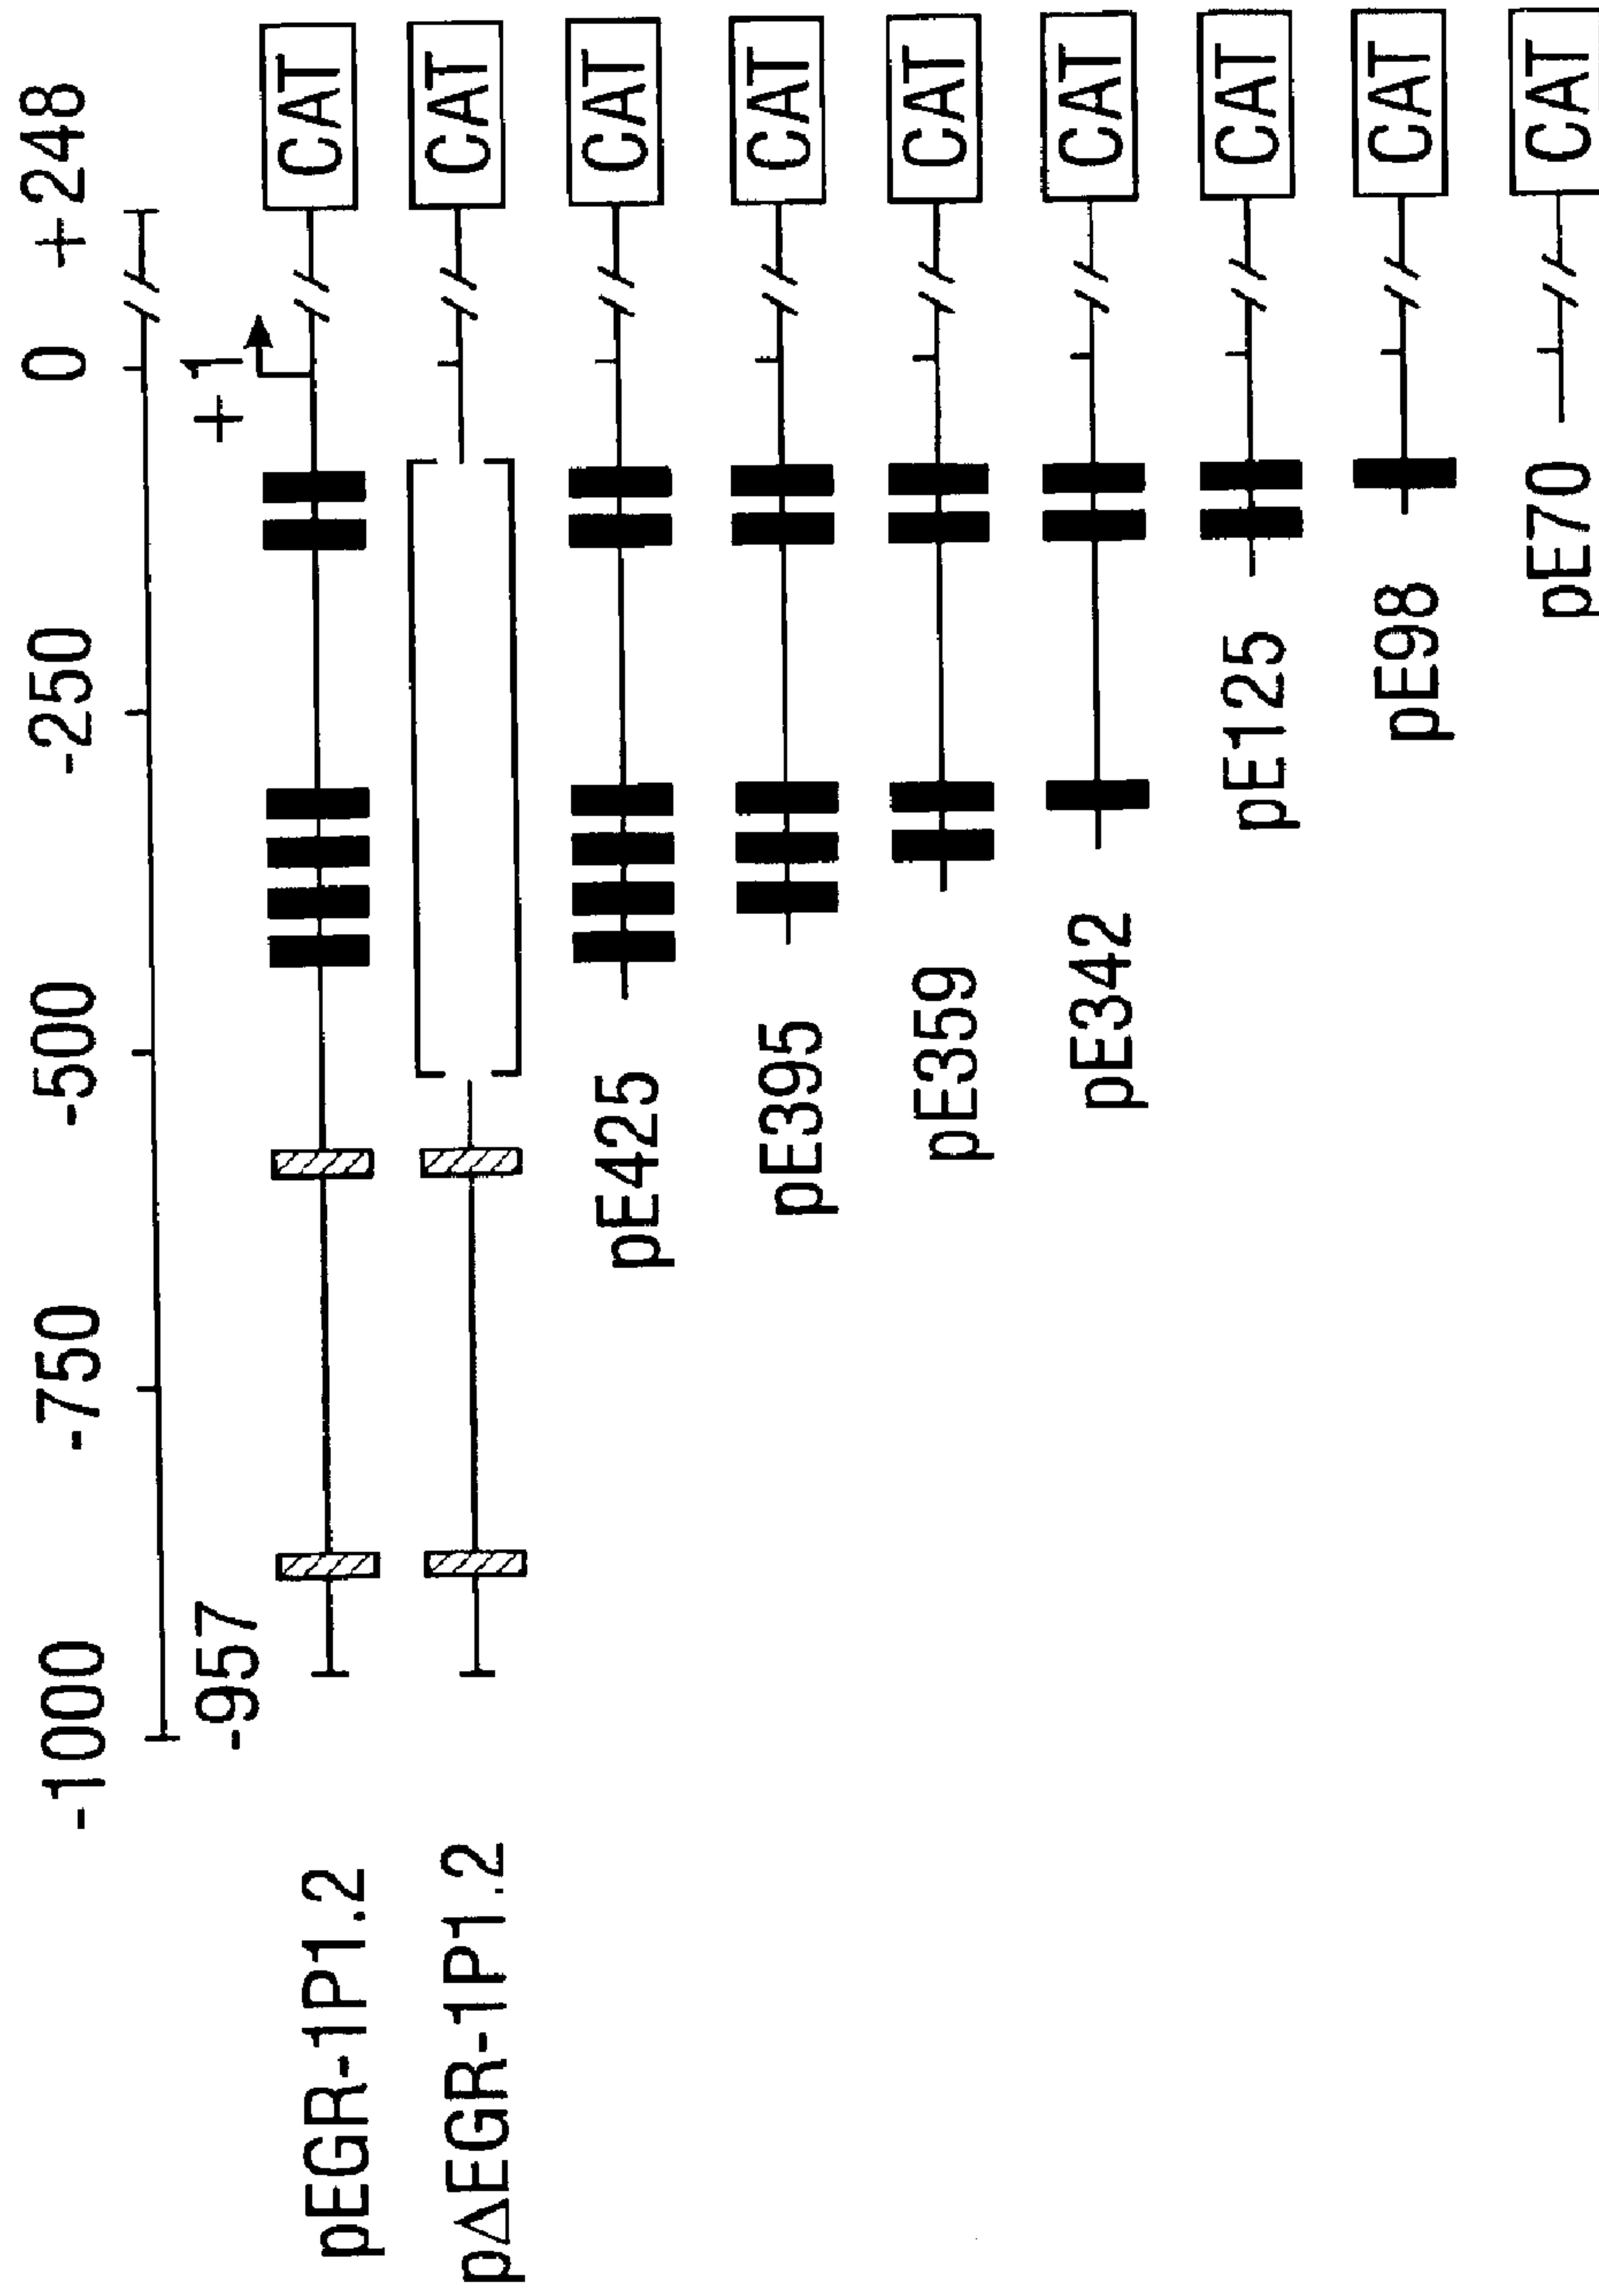 -1000 -750 -500 -250 0 +248
-957 +1
pEGR-1P1.2 CAT
pΔEGR-1P1.2 CAT
pE425 CAT
pE395 CAT
pE359 CAT
pE342 CAT
pE125 CAT
pE98 CAT
pE70 CAT